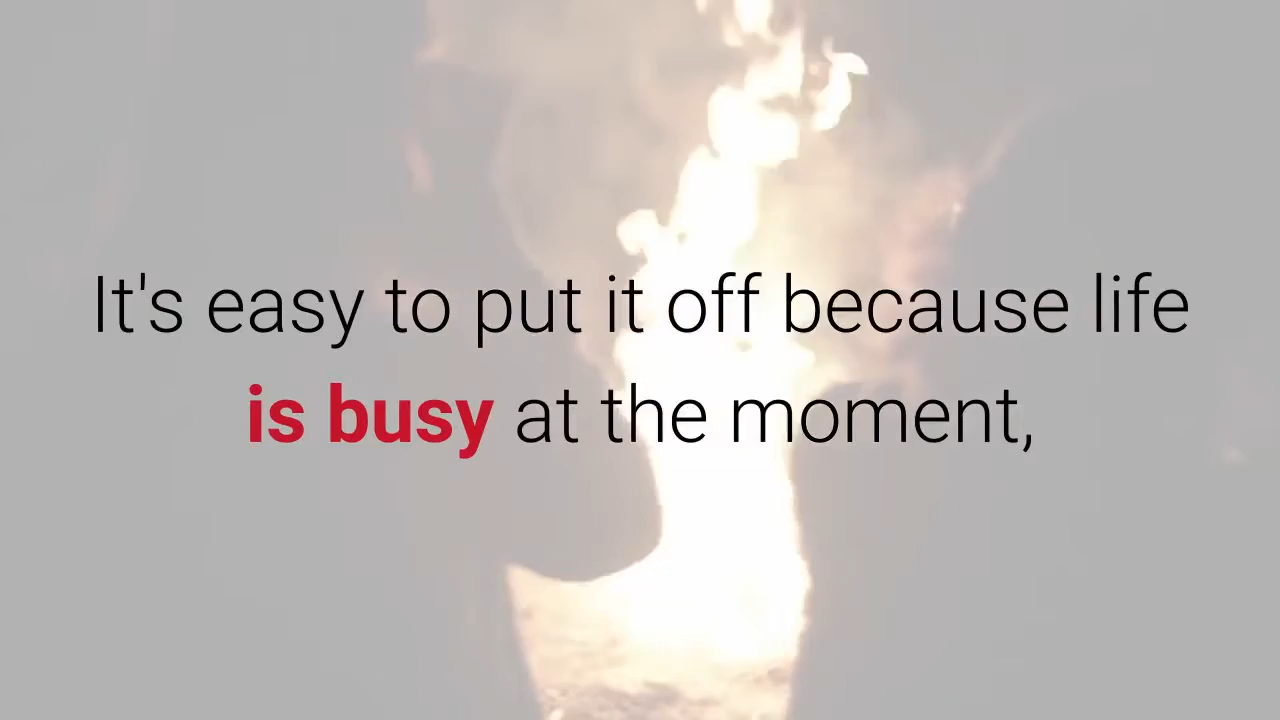 It's easy to put it off because life
is busy at the moment,